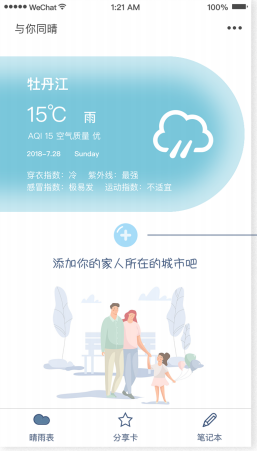 WeChat 1:21 AM 100%
与你同晴
牡丹江
15℃ 雨
AQI 15 空气质量 优
2018-7.28 Sunday
穿衣指数：冷 紫外线：最强
感冒指数：极易发 运动指数：不适宜
添加你的家人所在的城市吧
晴雨表 分享卡 笔记本